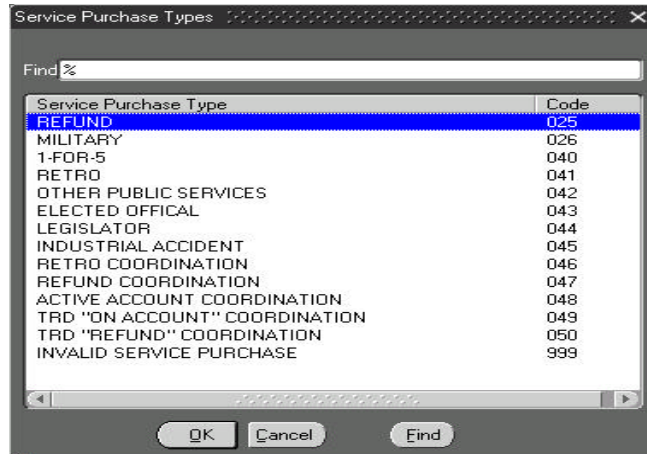 Service Purchase Types
Find %
Service Purchase Type Code
REFUND 025
MILITARY 026
1-FOR-5 040
RETRO 041
OTHER PUBLIC SERVICES 042
ELECTED OFFICAL 043
LEGISLATOR 044
INDUSTRIAL ACCIDENT 045
RETRO COORDINATION 046
REFUND COORDINATION 047
ACTIVE ACCOUNT COORDINATION 048
TRD "ON ACCOUNT" COORDINATION 049
TRD "REFUND" COORDINATION 050
INVALID SERVICE PURCHASE 999
OK Cancel Find